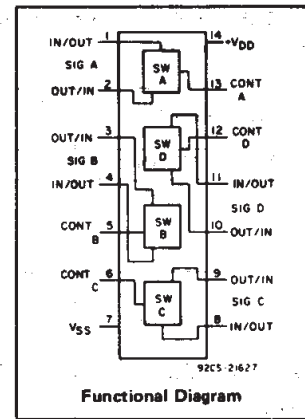 IN/OUT 1 14 +VDD
SIG A
SW
A
OUT/IN 2 13 CONT
A
OUT/IN 3 12 CONT
D
SW
D
SIG B
IN/OUT 4 11 IN/OUT
SIG D
SW
B
CONT 5 10 OUT/IN
B
CONT 6 9 OUT/IN
C
SW
C
SIG C
VSS 7 8 IN/OUT
92CS-21627
Functional Diagram